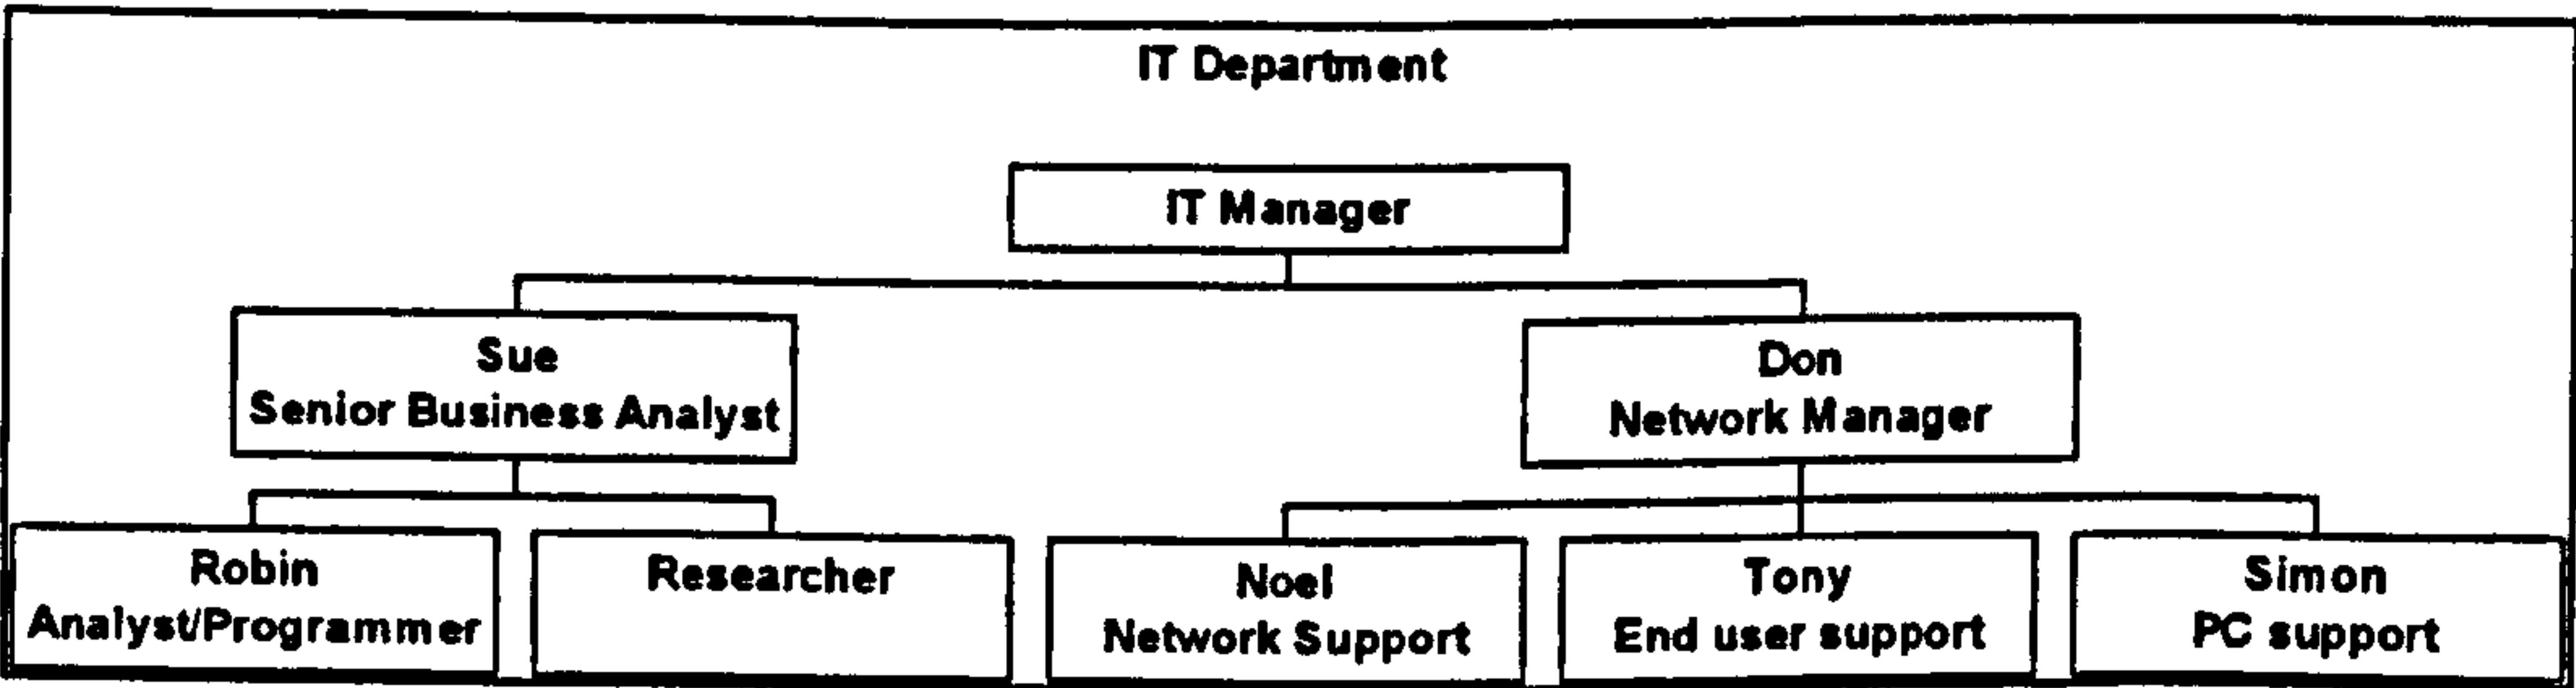 IT Department
IT Manager
Sue
Senior Business Analyst
Don
Network Manager
Robin
Analyst/Programmer
Researcher
Noel
Network Support
Tony
End user support
Simon
PC support